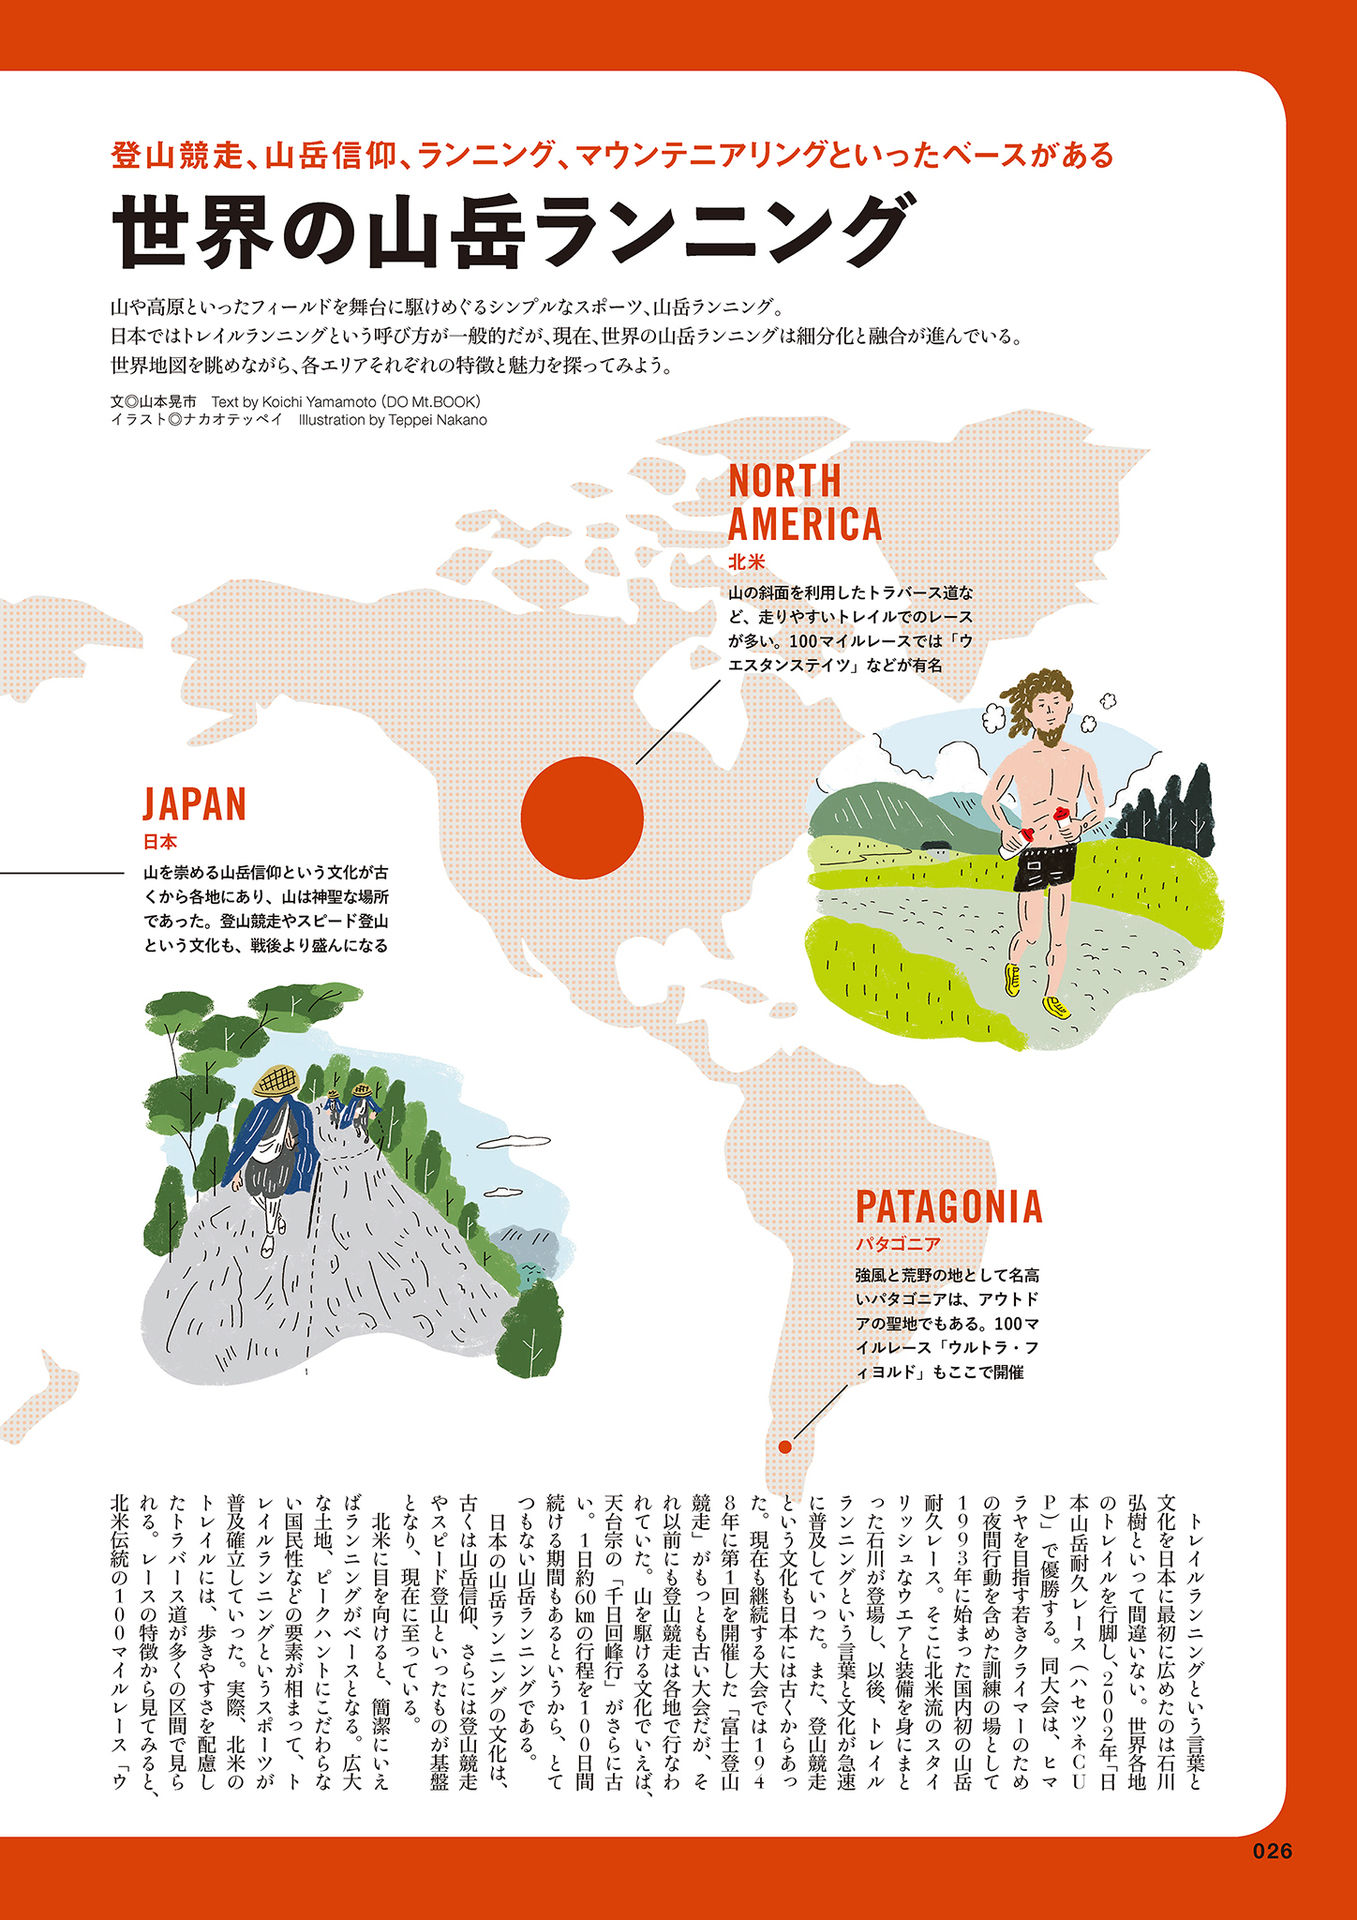 登山競走、山岳信仰、ランニング、マウンテニアリングといったベースがある
世界の山岳ランニング
山や高原といったフィールドを舞台に駆けめぐるシンプルなスポーツ、山岳ランニング。
日本ではトレイルランニングという呼び方が一般的だが、現在、世界の山岳ランニングは細分化と融合が進んでいる。
世界地図を眺めながら、各エリアそれぞれの特徴と魅力を探ってみよう。
文◎山本晃市　Text by Koichi Yamamoto (DO Mt.BOOK)
イラスト◎ナカオテッペイ　Illustration by Teppei Nakano
NORTH
AMERICA
北米
山の斜面を利用したトラバース道な
ど、走りやすいトレイルでのレース
が多い。100マイルレースでは「ウ
エスタンステイツ」などが有名
JAPAN
日本
山を崇める山岳信仰という文化が古
くから各地にあり、山は神聖な場所
であった。登山競走やスピード登山
という文化も、戦後より盛んになる
PATAGONIA
パタゴニア
強風と荒野の地として名高
いパタゴニアは、アウトド
アの聖地でもある。100マ
イルレース「ウルトラ・フ
ィヨルド」もここで開催
トレイルランニングという言葉と
文化を日本に最初に広めたのは石川
弘樹といって間違いない。世界各地
のトレイルを行脚し、2002年「日
本山岳耐久レース（ハセツネCU
P）」で優勝する。同大会は、ヒマ
ラヤを目指す若きクライマーのため
の夜間行動を含めた訓練の場として
1993年に始まった国内初の山岳
耐久レース。そこに北米流のスタイ
リッシュなウエアと装備を身にまと
った石川が登場し、以後、トレイル
ランニングという言葉と文化が急速
に普及していった。また、登山競走
という文化も日本には古くからあっ
た。現在も継続する大会では194
8年に第1回を開催した「富士登山
競走」がもっとも古い大会だが、そ
れ以前にも登山競走は各地で行なわ
れていた。山を駆ける文化でいえば、
天台宗の「千日回峰行」がさらに古
い。1日約60㎞の行程を100日間
続ける期間もあるというから、とて
つもない山岳ランニングである。
日本の山岳ランニングの文化は、
古くは山岳信仰、さらには登山競走
やスピード登山といったものが基盤
となり、現在に至っている。
北米に目を向けると、簡潔にいえ
ばランニングがベースとなる。広大
な土地、ピークハントにこだわらな
い国民性などの要素が相まって、ト
レイルランニングというスポーツが
普及確立していった。実際、北米の
トレイルには、歩きやすさを配慮し
たトラバース道が多くの区間で見ら
れる。レースの特徴から見てみると、
北米伝統の100マイルレース「ウ
026